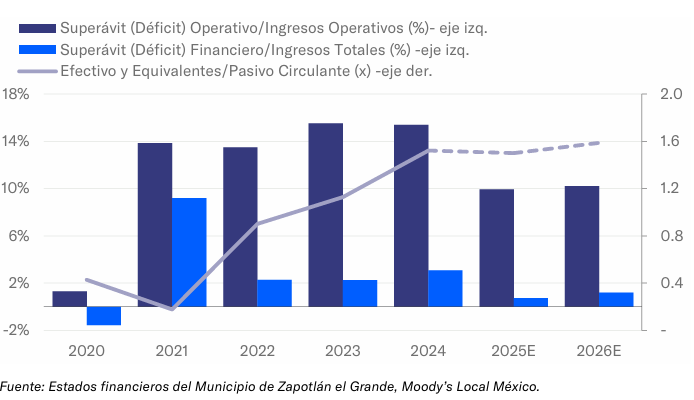 Superávit (Déficit) Operativo/Ingresos Operativos (%)- eje izq.
Superávit (Déficit) Financiero/Ingresos Totales (%) -eje izq.
Efectivo y Equivalentes/Pasivo Circulante (x) -eje der.
18% 2.0
14% 1.6
10% 1.2
6% 0.8
2% 0.4
-2% -
2020 2021 2022 2023 2024 2025E 2026E
Fuente: Estados financieros del Municipio de Zapotlán el Grande, Moody's Local México.